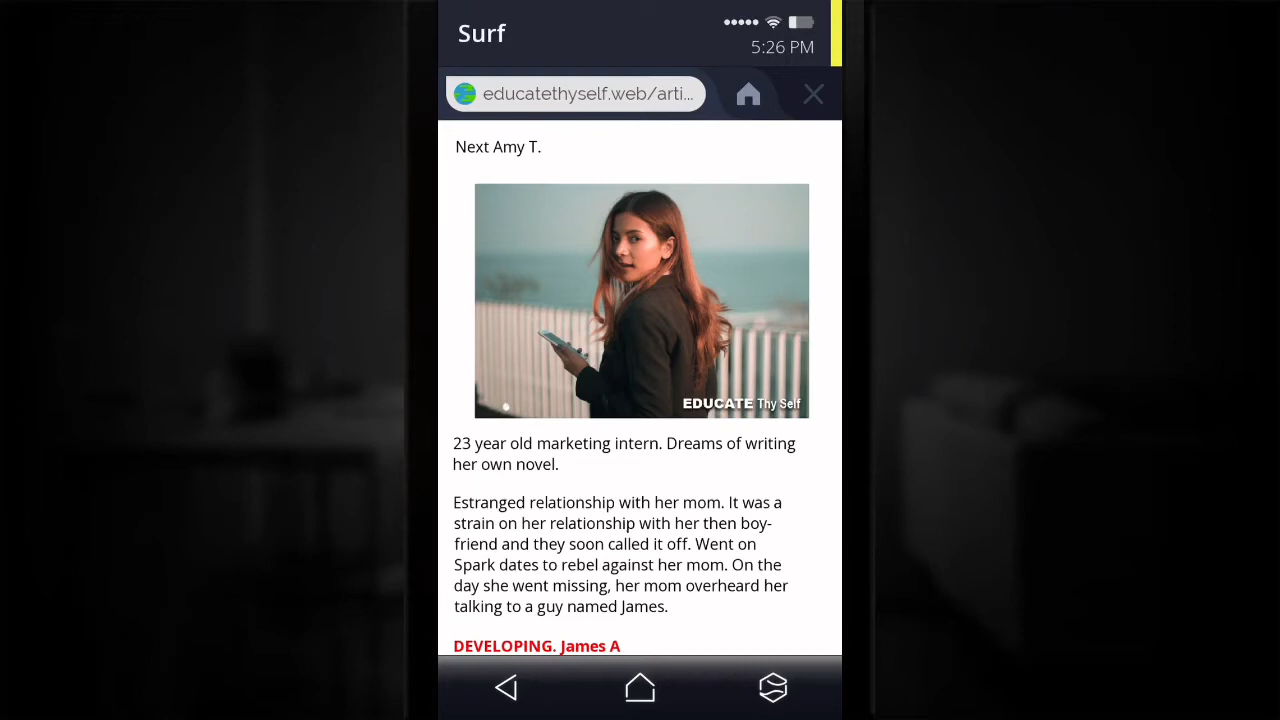 Surf
5:26 PM
educatethyself.web/arti...
Next Amy T.
EDUCATE Thy Self
23 year old marketing intern. Dreams of writing
her own novel.
Estranged relationship with her mom. It was a
strain on her relationship with her then boy-
friend and they soon called it off. Went on
Spark dates to rebel against her mom. On the
day she went missing, her mom overheard her
talking to a guy named James.
DEVELOPING. James A